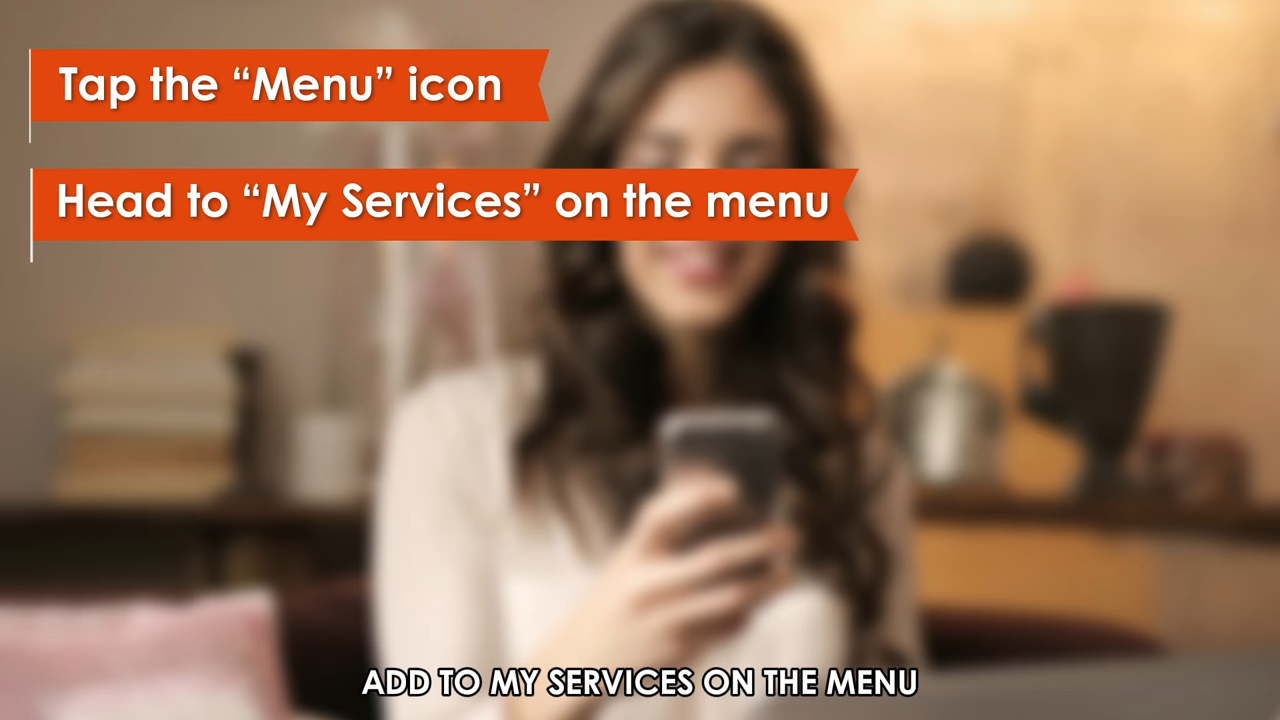 Tap the “Menu” icon
Head to “My Services” on the menu
ADD TO MY SERVICES ON THE MENU